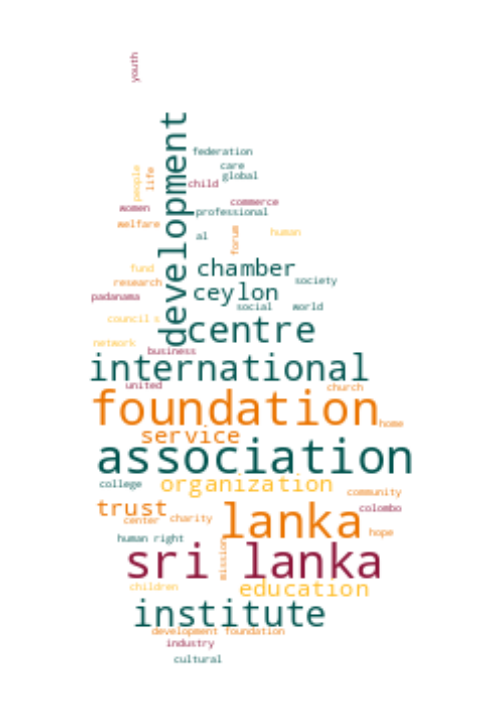 youth
development
federation
care
global
people
life
child
women
commerce
professional
welfare
al
forum
human
chamber
fund
research
society
ceylon
padanama
social world
council s
centre
network
business
international
united
church
foundation
home
service
association
college
organization
community
trust
colombo
center charity
lanka
hope
human right
mission
sri lanka
children
education
institute
development foundation
industry
cultural